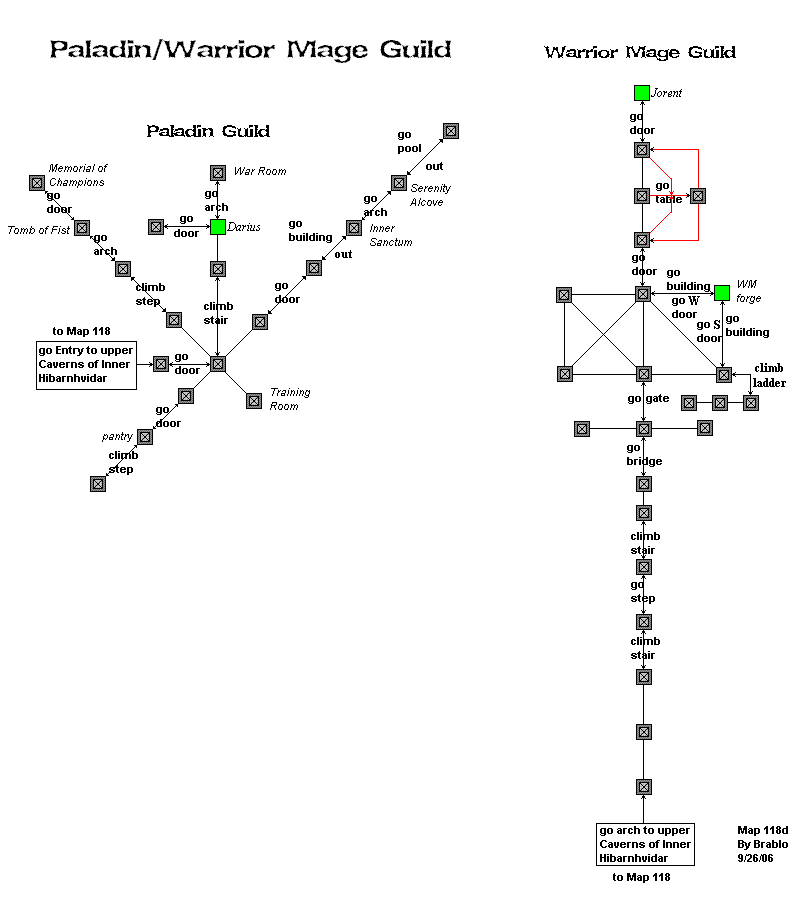 Paladin/Warrior Mage Guild
Paladin Guild
Memorial of
Champions
go
door
Tomb of Fist
go
arch
climb
step
War Room
go
arch
go
door
Darius
climb
stair
go
pool
out
Serenity
Alcove
go
arch
Inner
Sanctum
go
building
out
go
door
to Map 118
go Entry to upper
Caverns of Inner
Hibarnhvidar
go
door
Training
Room
go
door
pantry
climb
step
Warrior Mage Guild
Jorent
go
door
go
table
go
door
go
building
go W
door
WM
forge
go S
door
go
building
climb
ladder
go gate
go
bridge
climb
stair
go
step
climb
stair
go arch to upper
Caverns of Inner
Hibarnhvidar
to Map 118
Map 118d
By Brablo
9/26/06